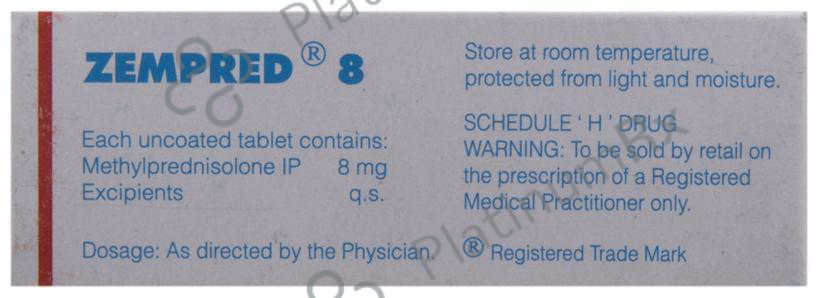 ZEMPRED ® 8
Each uncoated tablet contains:
Methylprednisolone IP 8 mg
Excipients q.s.
Dosage: As directed by the Physician.
Store at room temperature,
protected from light and moisture.
SCHEDULE ' H ' DRUG
WARNING: To be sold by retail on
the prescription of a Registered
Medical Practitioner only.
® Registered Trade Mark
Platinum Rx